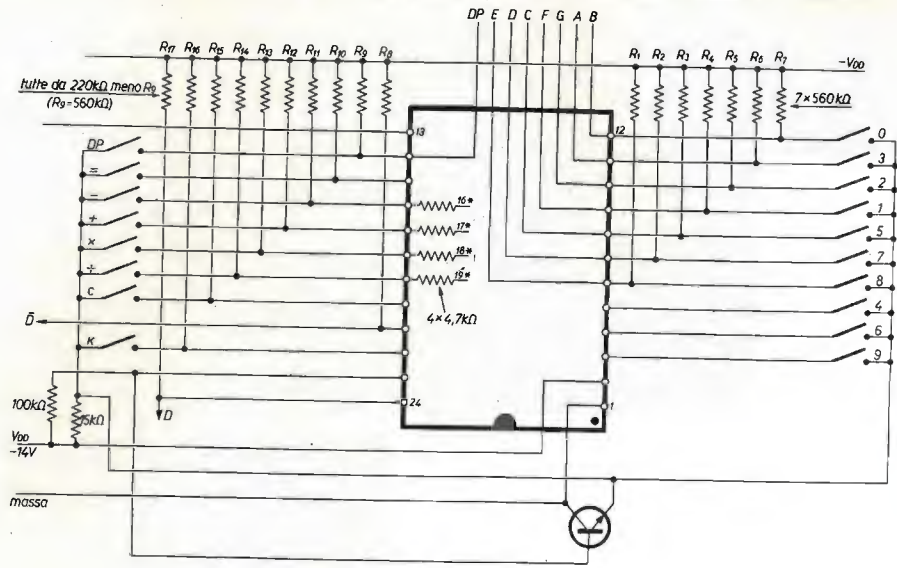 DP E D C F G A B
R17 R16 R15 R14 R13 R12 R11 R10 R9 R8
R1 R2 R3 R4 R5 R6 R7
-VDD
tutte da 220kΩ meno R9
(R9=560kΩ)
7×560kΩ
13
12
DP
=
−
+
×
÷
C
D̄
K
16*
17*
18*
19*
4×4,7kΩ
0
3
2
1
5
7
8
4
6
9
24
1
D
100kΩ
15kΩ
VDD
-14V
massa